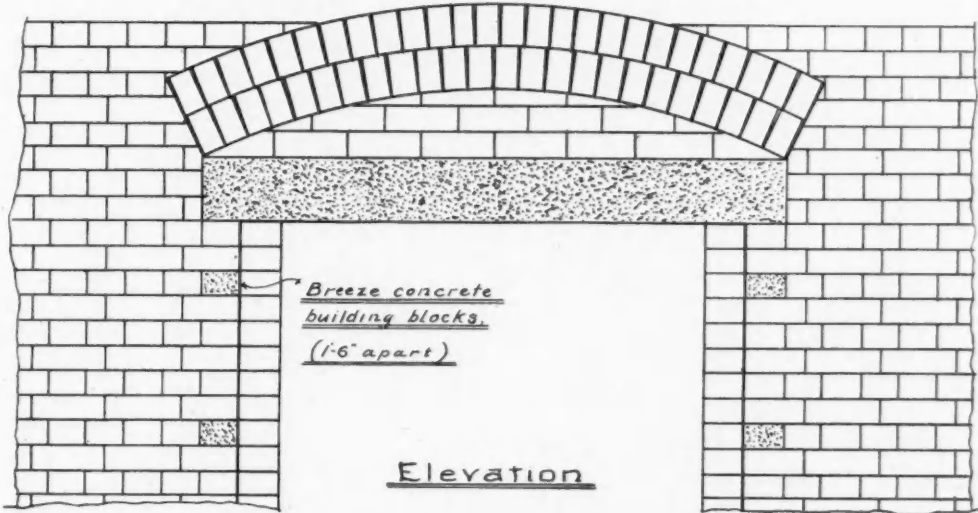 Breeze concrete
building blocks.
(1'-6" apart)
Elevation